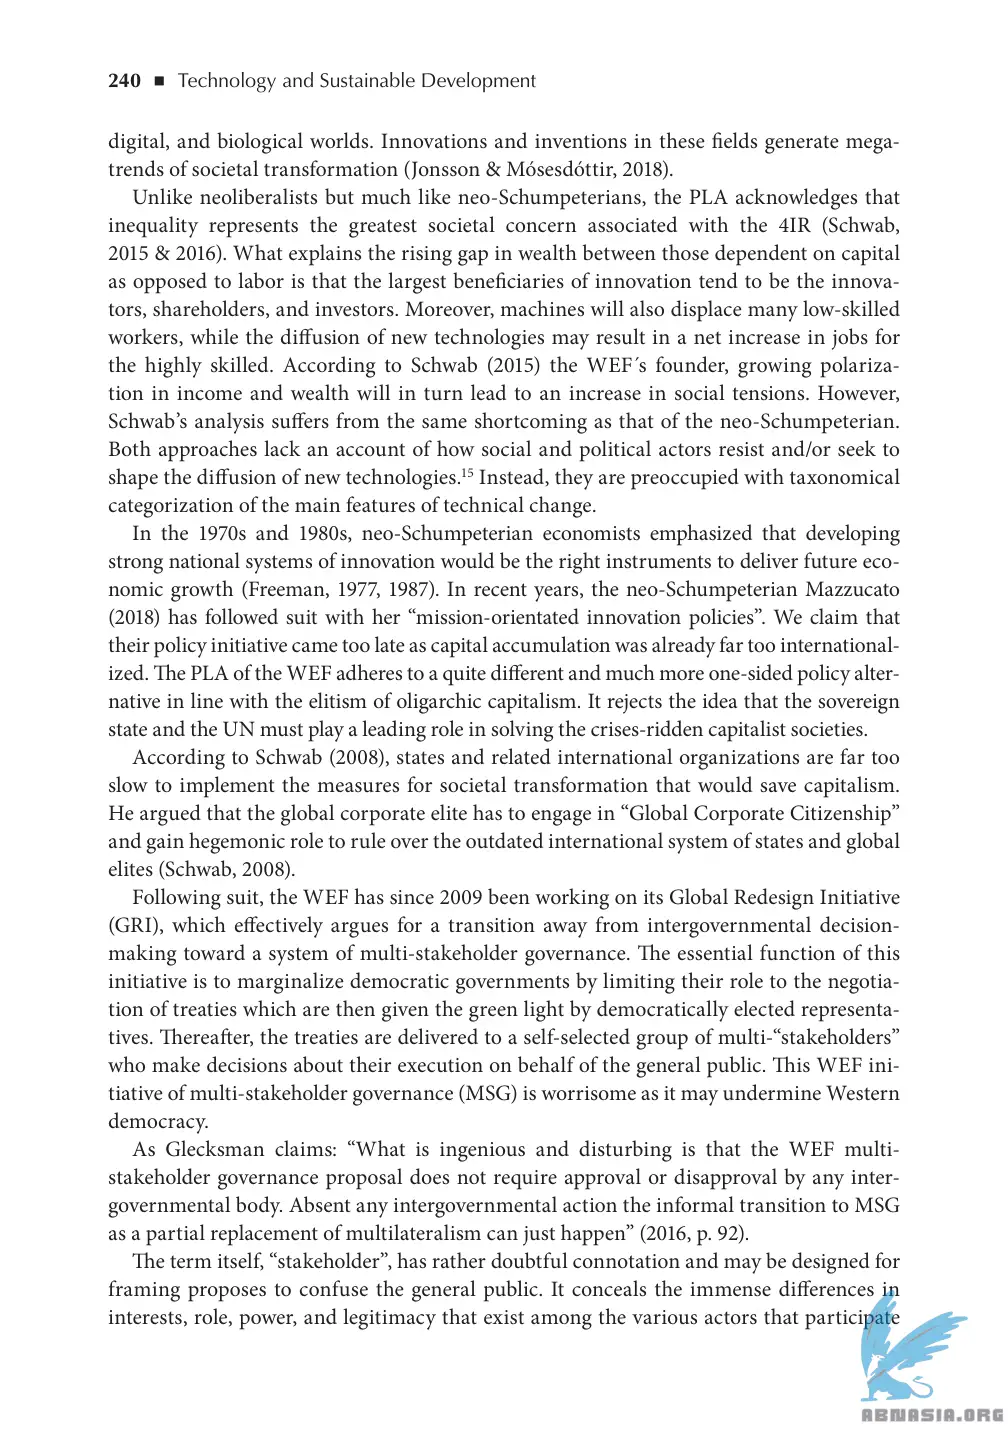 240 ■ Technology and Sustainable Development
digital, and biological worlds. Innovations and inventions in these fields generate mega-
trends of societal transformation (Jonsson & Mósesdóttir, 2018).
Unlike neoliberalists but much like neo-Schumpeterians, the PLA acknowledges that
inequality represents the greatest societal concern associated with the 4IR (Schwab,
2015 & 2016). What explains the rising gap in wealth between those dependent on capital
as opposed to labor is that the largest beneficiaries of innovation tend to be the innova-
tors, shareholders, and investors. Moreover, machines will also displace many low-skilled
workers, while the diffusion of new technologies may result in a net increase in jobs for
the highly skilled. According to Schwab (2015) the WEF´s founder, growing polariza-
tion in income and wealth will in turn lead to an increase in social tensions. However,
Schwab’s analysis suffers from the same shortcoming as that of the neo-Schumpeterian.
Both approaches lack an account of how social and political actors resist and/or seek to
shape the diffusion of new technologies.15 Instead, they are preoccupied with taxonomical
categorization of the main features of technical change.
In the 1970s and 1980s, neo-Schumpeterian economists emphasized that developing
strong national systems of innovation would be the right instruments to deliver future eco-
nomic growth (Freeman, 1977, 1987). In recent years, the neo-Schumpeterian Mazzucato
(2018) has followed suit with her “mission-orientated innovation policies”. We claim that
their policy initiative came too late as capital accumulation was already far too international-
ized. The PLA of the WEF adheres to a quite different and much more one-sided policy alter-
native in line with the elitism of oligarchic capitalism. It rejects the idea that the sovereign
state and the UN must play a leading role in solving the crises-ridden capitalist societies.
According to Schwab (2008), states and related international organizations are far too
slow to implement the measures for societal transformation that would save capitalism.
He argued that the global corporate elite has to engage in “Global Corporate Citizenship”
and gain hegemonic role to rule over the outdated international system of states and global
elites (Schwab, 2008).
Following suit, the WEF has since 2009 been working on its Global Redesign Initiative
(GRI), which effectively argues for a transition away from intergovernmental decision-
making toward a system of multi-stakeholder governance. The essential function of this
initiative is to marginalize democratic governments by limiting their role to the negotia-
tion of treaties which are then given the green light by democratically elected representa-
tives. Thereafter, the treaties are delivered to a self-selected group of multi-“stakeholders”
who make decisions about their execution on behalf of the general public. This WEF ini-
tiative of multi-stakeholder governance (MSG) is worrisome as it may undermine Western
democracy.
As Glecksman claims: “What is ingenious and disturbing is that the WEF multi-
stakeholder governance proposal does not require approval or disapproval by any inter-
governmental body. Absent any intergovernmental action the informal transition to MSG
as a partial replacement of multilateralism can just happen” (2016, p. 92).
The term itself, “stakeholder”, has rather doubtful connotation and may be designed for
framing proposes to confuse the general public. It conceals the immense differences in
interests, role, power, and legitimacy that exist among the various actors that participate
ABNASIA.ORG